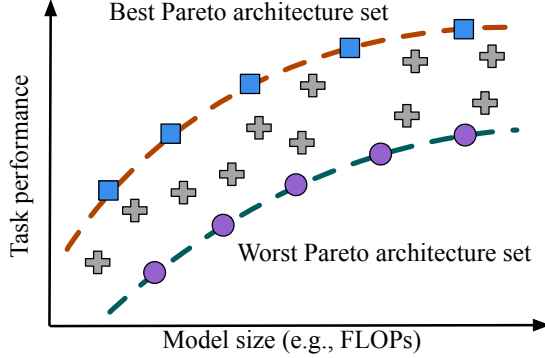 Best Pareto architecture set
Task performance
Worst Pareto architecture set
Model size (e.g., FLOPs)